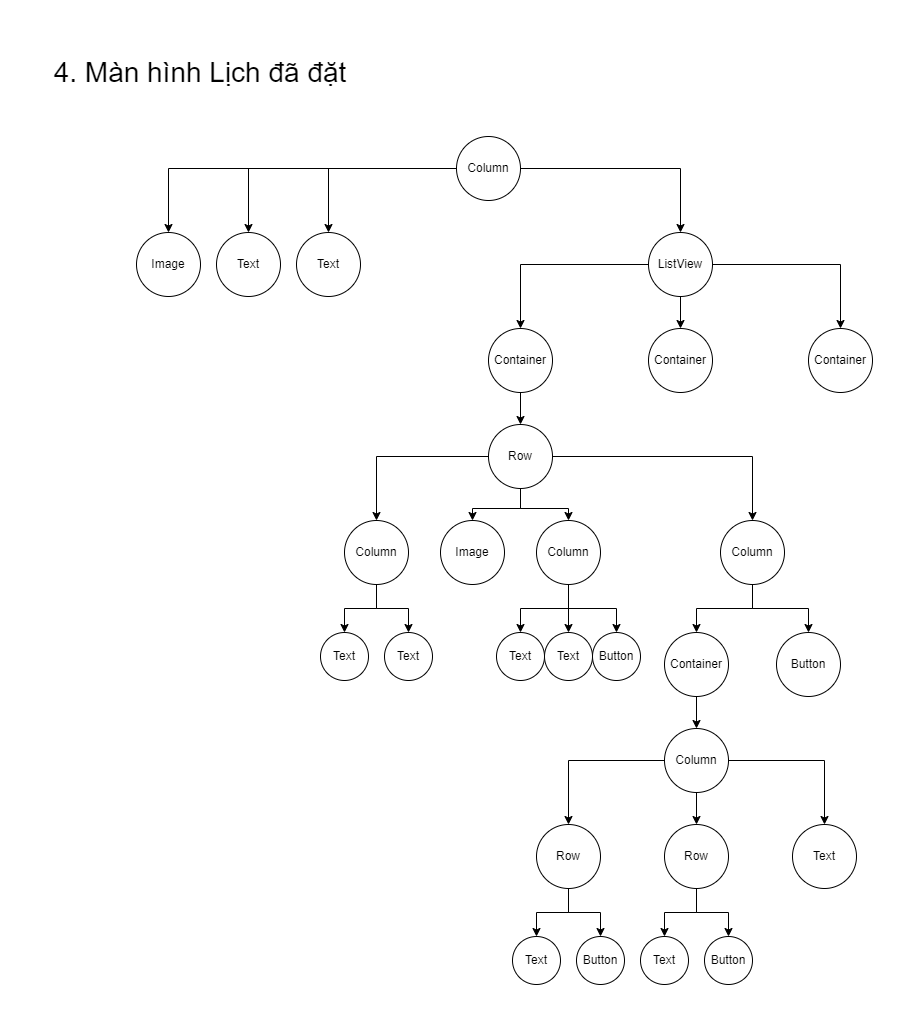 4. Màn hình Lịch đã đặt
Column
Image Text Text ListView
Container Container Container
Row
Column Image Column Column
Text Text Text Text Button Container Button
Column
Row Row Text
Text Button Text Button